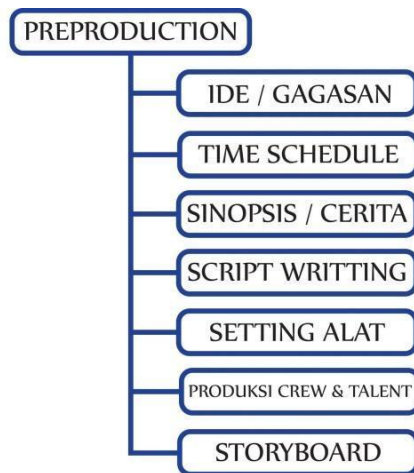 PREPRODUCTION
IDE / GAGASAN
TIME SCHEDULE
SINOPSIS / CERITA
SCRIPT WRITTING
SETTING ALAT
PRODUKSI CREW & TALENT
STORYBOARD